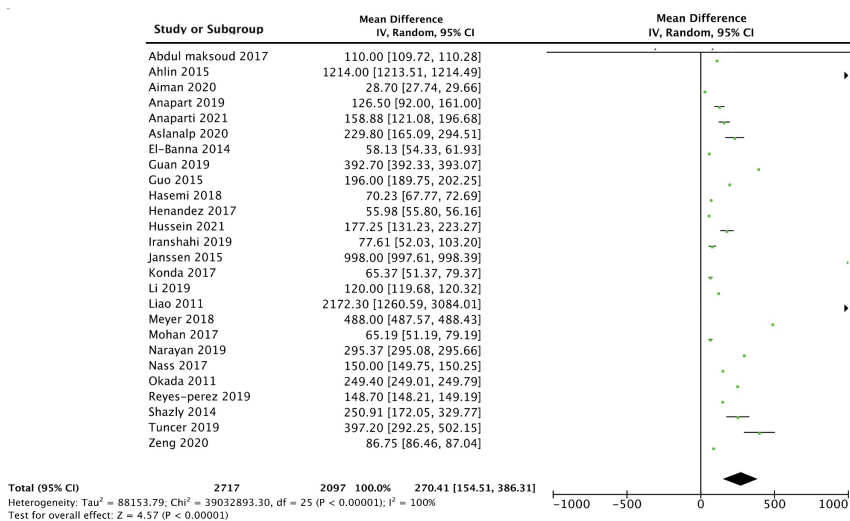 Mean Difference Mean Difference
Study or Subgroup IV, Random, 95% CI IV, Random, 95% CI
Abdul maksoud 2017 110.00 [109.72, 110.28]
Ahlin 2015 1214.00 [1213.51, 1214.49]
Aiman 2020 28.70 [27.74, 29.66]
Anapart 2019 126.50 [92.00, 161.00]
Anaparti 2021 158.88 [121.08, 196.68]
Aslanalp 2020 229.80 [165.09, 294.51]
El-Banna 2014 58.13 [54.33, 61.93]
Guan 2019 392.70 [392.33, 393.07]
Guo 2015 196.00 [189.75, 202.25]
Hasemi 2018 70.23 [67.77, 72.69]
Henandez 2017 55.98 [55.80, 56.16]
Hussein 2021 177.25 [131.23, 223.27]
Iranshahi 2019 77.61 [52.03, 103.20]
Janssen 2015 998.00 [997.61, 998.39]
Konda 2017 65.37 [51.37, 79.37]
Li 2019 120.00 [119.68, 120.32]
Liao 2011 2172.30 [1260.59, 3084.01]
Meyer 2018 488.00 [487.57, 488.43]
Mohan 2017 65.19 [51.19, 79.19]
Narayan 2019 295.37 [295.08, 295.66]
Nass 2017 150.00 [149.75, 150.25]
Okada 2011 249.40 [249.01, 249.79]
Reyes-perez 2019 148.70 [148.21, 149.19]
Shazly 2014 250.91 [172.05, 329.77]
Tuncer 2019 397.20 [292.25, 502.15]
Zeng 2020 86.75 [86.46, 87.04]
Total (95% CI) 2717 2097 100.0% 270.41 [154.51, 386.31]
Heterogeneity: Tau² = 88153.79; Chi² = 39032893.30, df = 25 (P < 0.00001); I² = 100%
Test for overall effect: Z = 4.57 (P < 0.00001)
-1000 -500 0 500 1000